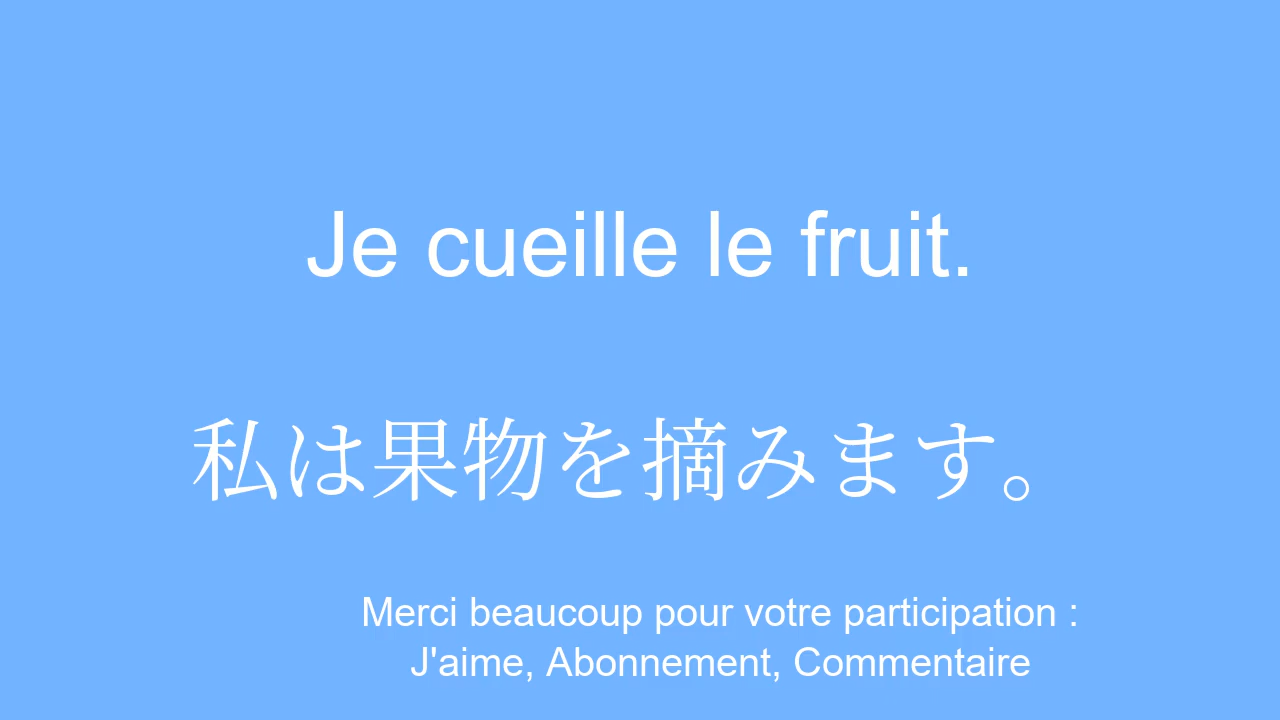 Je cueille le fruit.
私は果物を摘みます。
Merci beaucoup pour votre participation :
J'aime, Abonnement, Commentaire